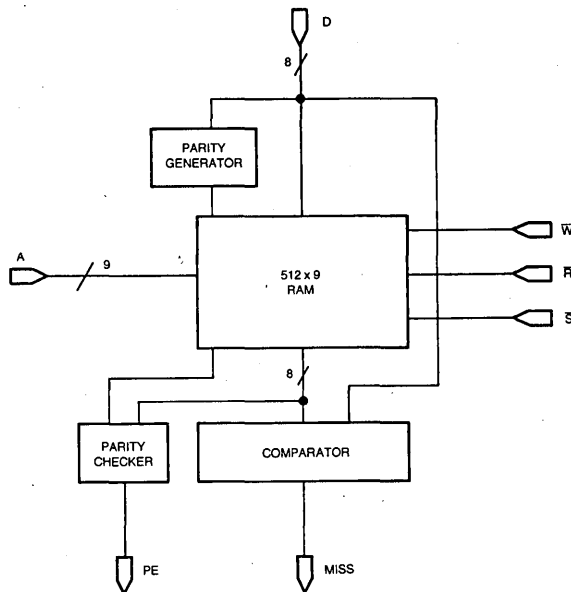 D
8
PARITY
GENERATOR
W̅
A
9
512 x 9
RAM
R̅
S̅
8
PARITY
CHECKER
COMPARATOR
PE
MISS